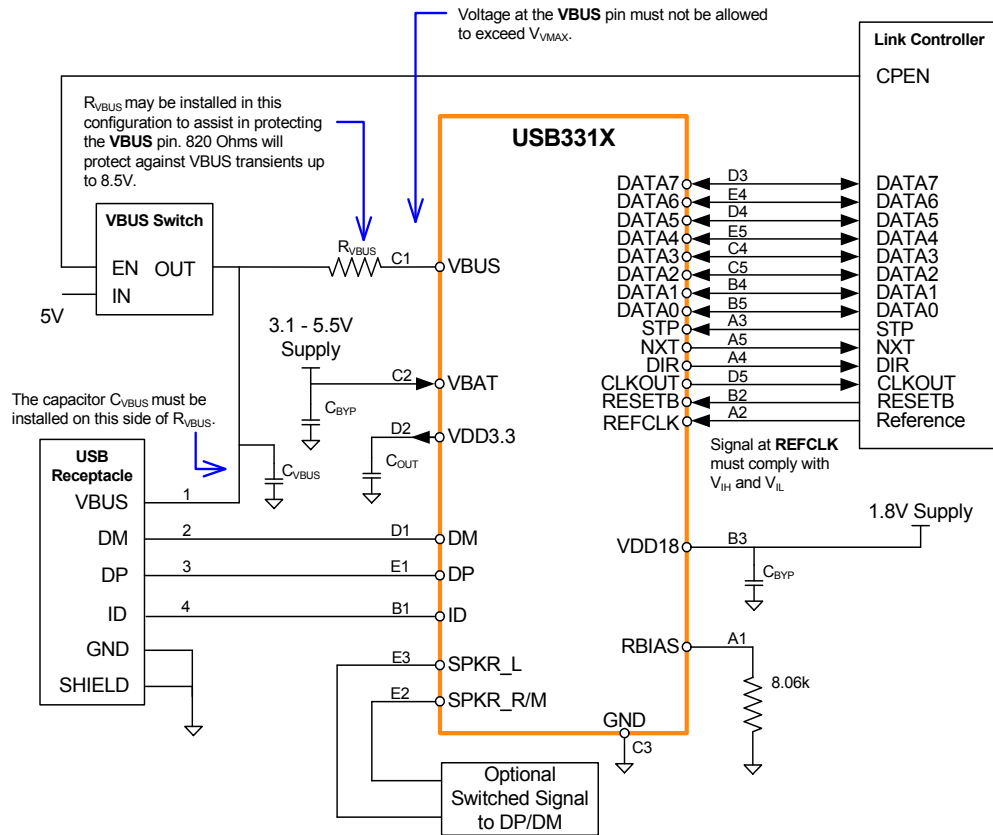 Voltage at the VBUS pin must not be allowed
to exceed VVMAX.
Link Controller
CPEN
RVBUS may be installed in this
configuration to assist in protecting
the VBUS pin. 820 Ohms will
protect against VBUS transients up
to 8.5V.
USB331X
VBUS Switch
EN OUT
IN
5V
RVBUS
C1
VBUS
DATA7 D3 DATA7
DATA6 E4 DATA6
DATA5 D4 DATA5
DATA4 E5 DATA4
DATA3 C4 DATA3
DATA2 C5 DATA2
DATA1 B4 DATA1
DATA0 B5 DATA0
STP A3 STP
NXT A5 NXT
DIR A4 DIR
CLKOUT D5 CLKOUT
RESETB B2 RESETB
REFCLK A2 Reference
3.1 - 5.5V
Supply
C2
VBAT
CBYP
D2
VDD3.3
COUT
The capacitor CVBUS must be
installed on this side of
RVBUS.
CVBUS
Signal at REFCLK
must comply with
VIH and VIL
USB
Receptacle
VBUS 1
DM 2 D1 DM
DP 3 E1 DP
ID 4 B1 ID
GND
SHIELD
E3 SPKR_L
E2 SPKR_R/M
1.8V Supply
VDD18 B3
CBYP
RBIAS A1
8.06k
GND
C3
Optional
Switched Signal
to DP/DM